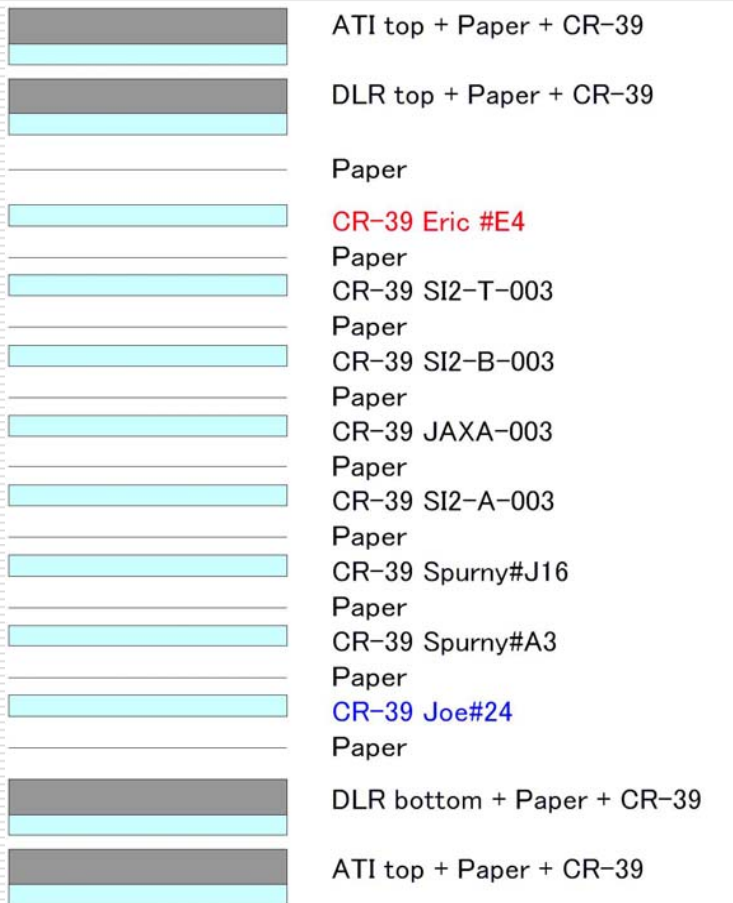 ATI top + Paper + CR-39
DLR top + Paper + CR-39
Paper
CR-39 Eric #E4
Paper
CR-39 SI2-T-003
Paper
CR-39 SI2-B-003
Paper
CR-39 JAXA-003
Paper
CR-39 SI2-A-003
Paper
CR-39 Spurny#J16
Paper
CR-39 Spurny#A3
Paper
CR-39 Joe#24
Paper
DLR bottom + Paper + CR-39
ATI top + Paper + CR-39